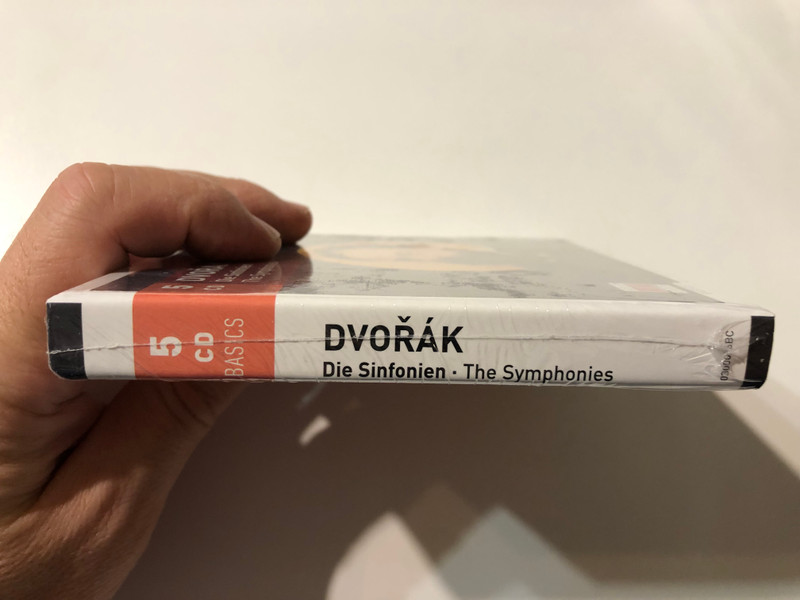 5
CD
BASICS
DVOŘÁK
Die Sinfonien · The Symphonies